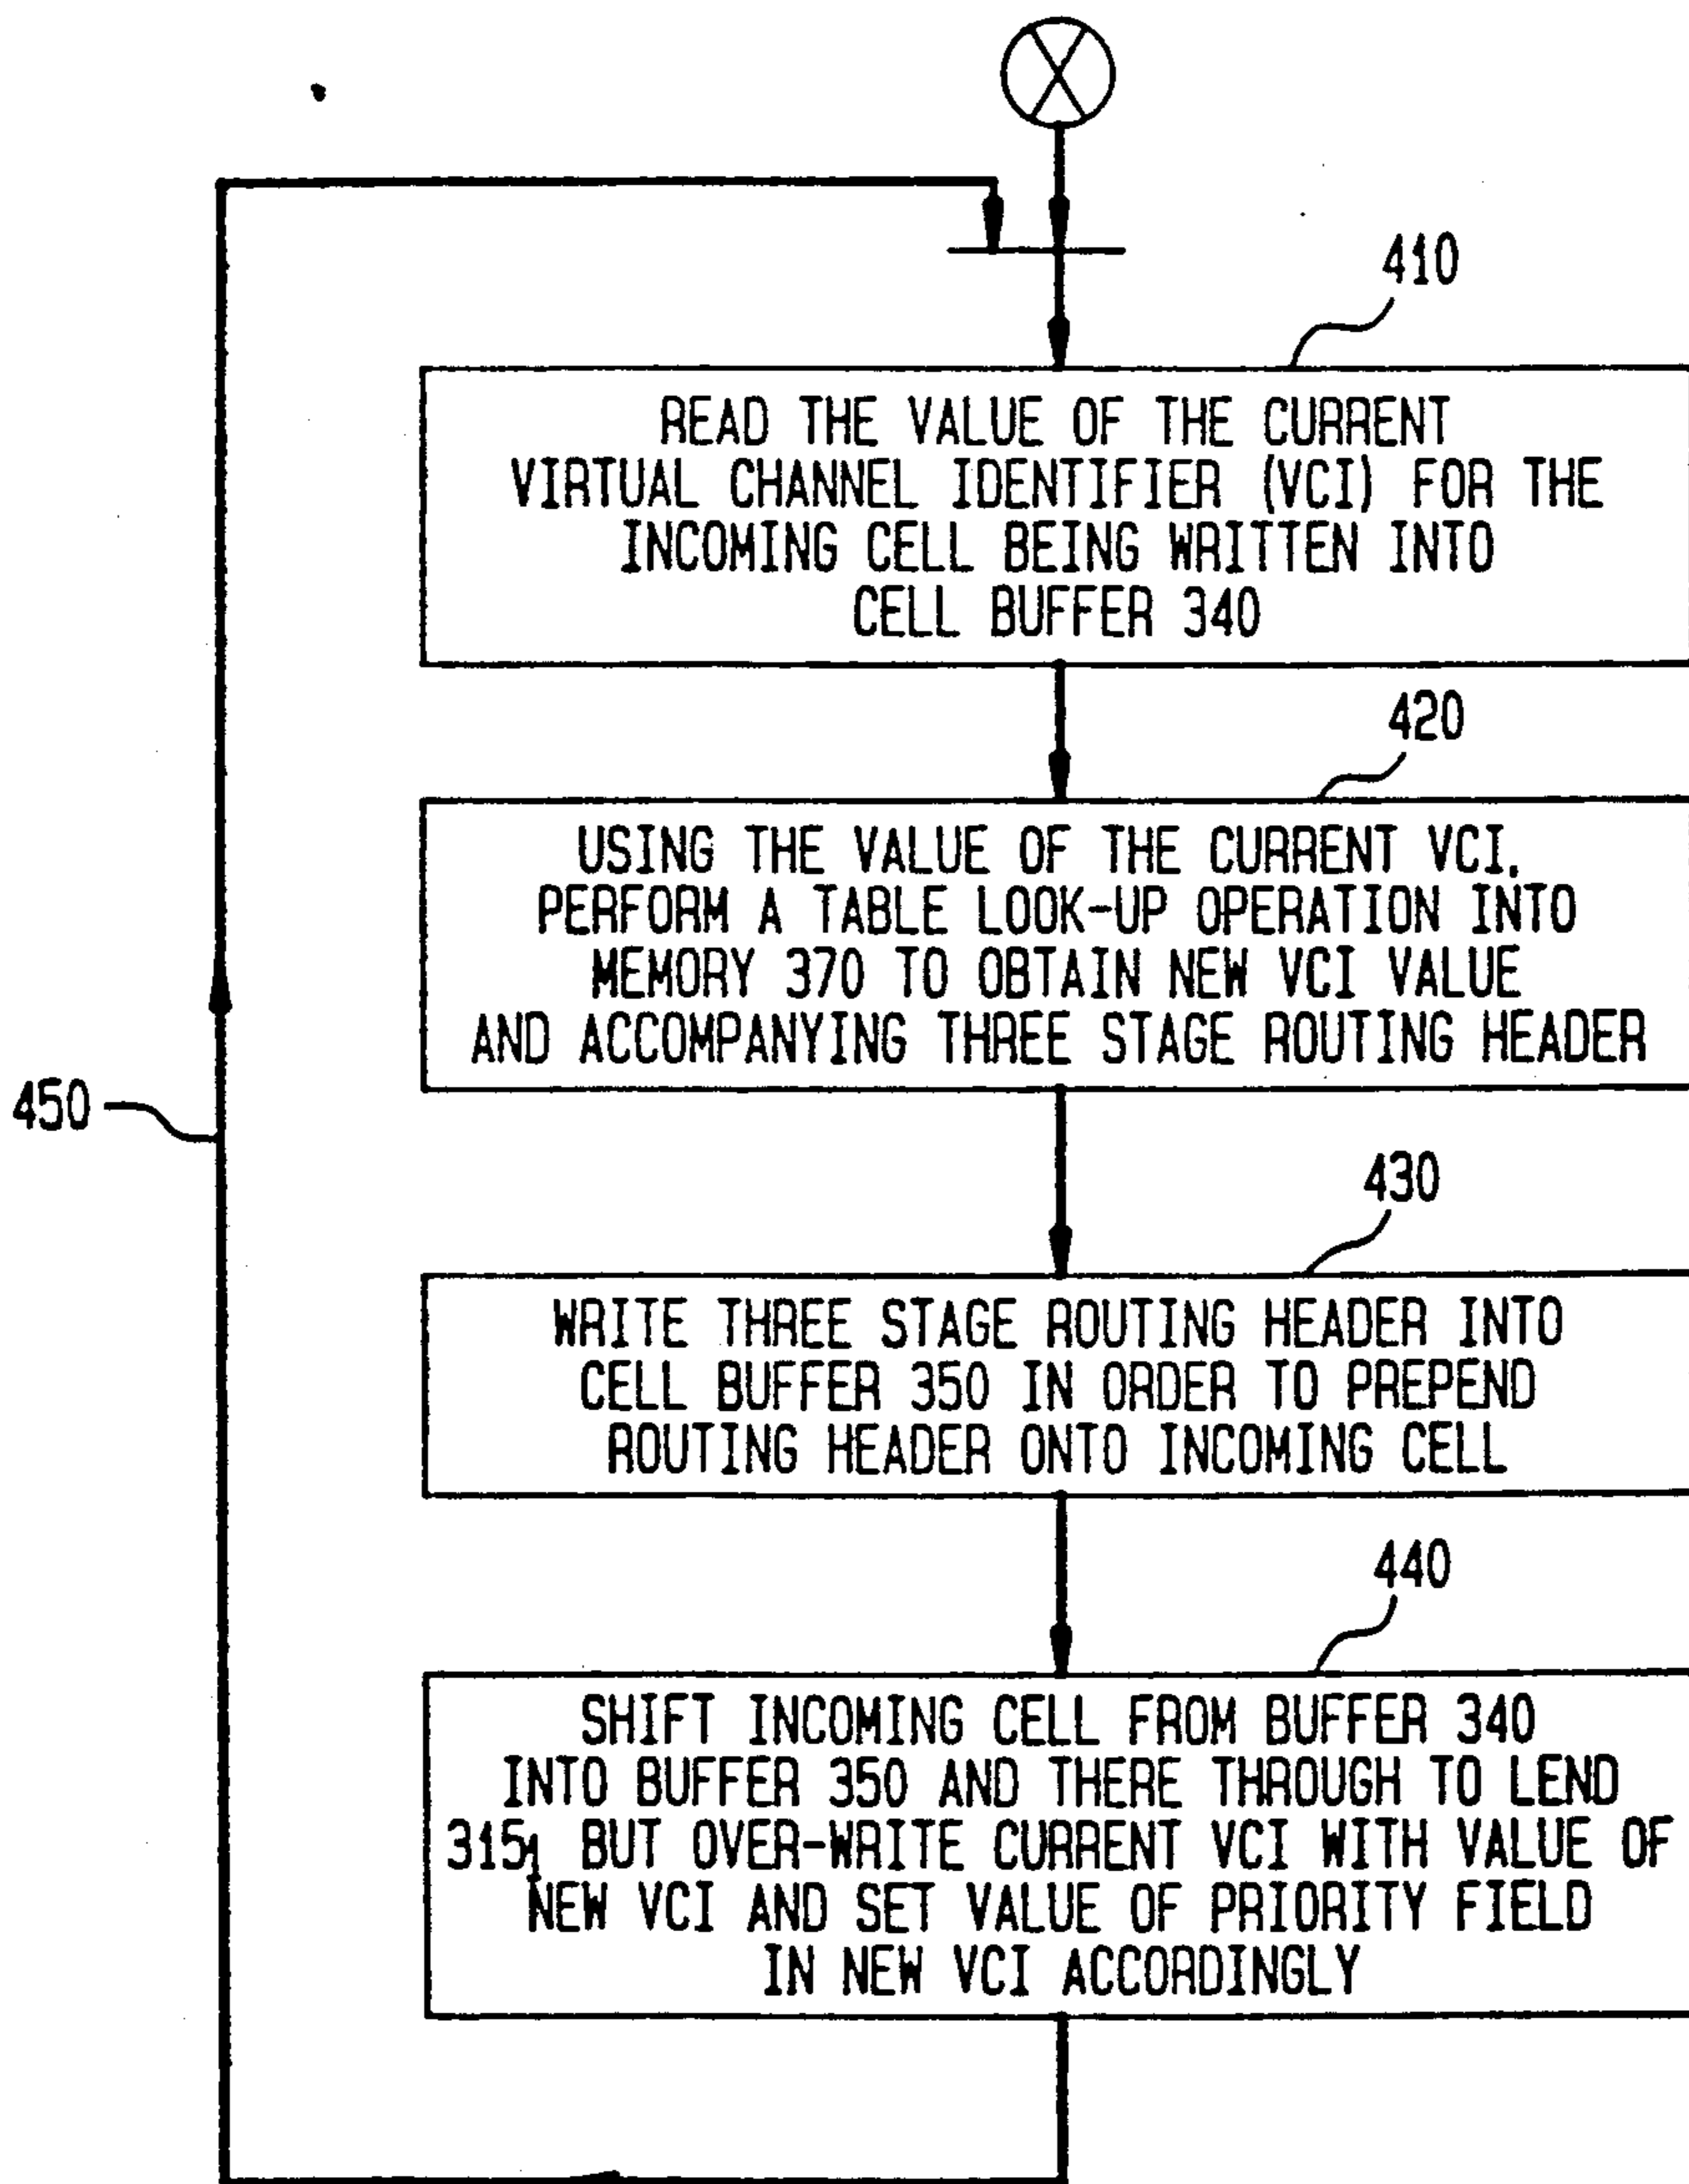 410
READ THE VALUE OF THE CURRENT
VIRTUAL CHANNEL IDENTIFIER (VCI) FOR THE
INCOMING CELL BEING WRITTEN INTO
CELL BUFFER 340
420
USING THE VALUE OF THE CURRENT VCI,
PERFORM A TABLE LOOK-UP OPERATION INTO
MEMORY 370 TO OBTAIN NEW VCI VALUE
AND ACCOMPANYING THREE STAGE ROUTING HEADER
450
430
WRITE THREE STAGE ROUTING HEADER INTO
CELL BUFFER 350 IN ORDER TO PREPEND
ROUTING HEADER ONTO INCOMING CELL
440
SHIFT INCOMING CELL FROM BUFFER 340
INTO BUFFER 350 AND THERE THROUGH TO LEND
315₁ BUT OVER-WRITE CURRENT VCI WITH VALUE OF
NEW VCI AND SET VALUE OF PRIORITY FIELD
IN NEW VCI ACCORDINGLY